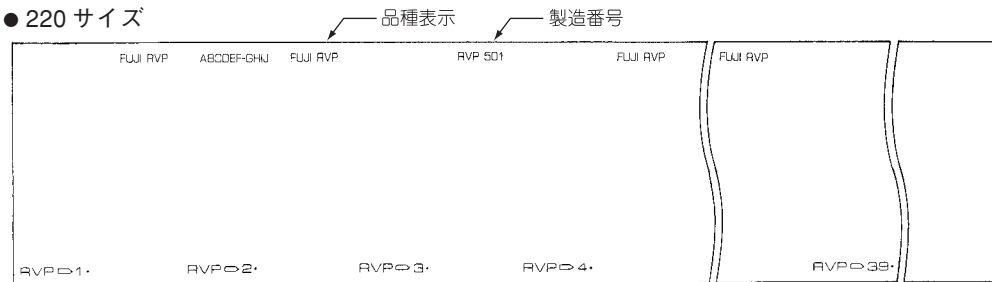 ● 220 サイズ
品種表示 製造番号
FUJI RVP ABCDEF-GHIJ FUJI RVP RVP 501 FUJI RVP FUJI RVP
RVP⇨1・ RVP⇨2・ RVP⇨3・ RVP⇨4・ RVP⇨39・